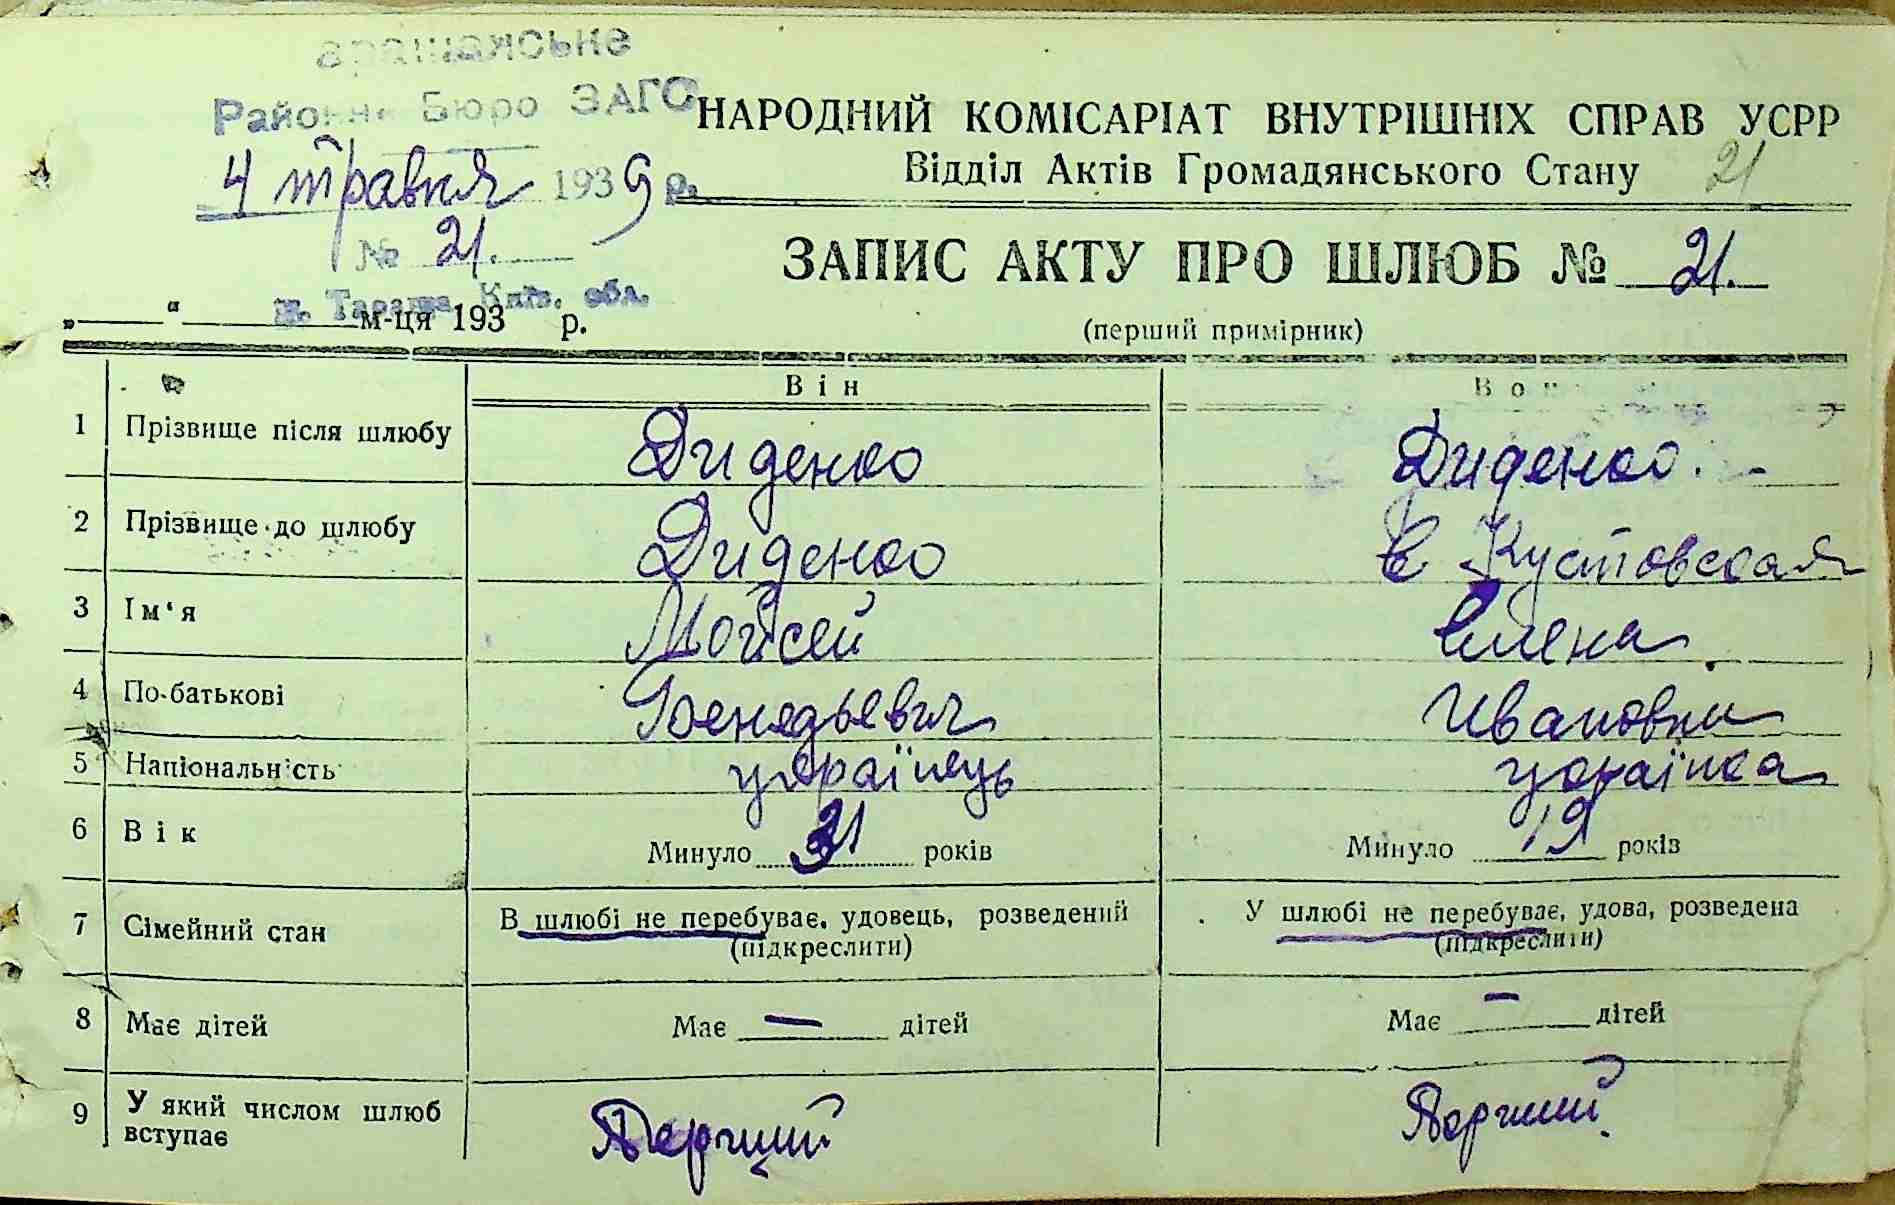 Районне Бюро ЗАГС
4 травня 1939 р.
№ 21.
м. Тараща Київ. обл.
НАРОДНИЙ КОМІСАРІАТ ВНУТРІШНІХ СПРАВ УСРР
Відділ Актів Громадянського Стану 21
ЗАПИС АКТУ ПРО ШЛЮБ № 21.
„ “ м-ця 193 р.
(перший примірник)
Він Вона
1 Прізвище після шлюбу Диденко Диденко.
2 Прізвище до шлюбу Диденко Кустовская
3 Ім'я Мойсей Елена
4 По-батькові Ивановна
5 Національність українець українка
6 Вік Минуло 31 років Минуло 19 років
7 Сімейний стан В шлюбі не перебуває, удовець, розведений У шлюбі не перебуває, удова, розведена
(підкреслити) (підкреслити)
8 Має дітей Має — дітей Має — дітей
9 У який числом шлюб вступає Перший Перший.